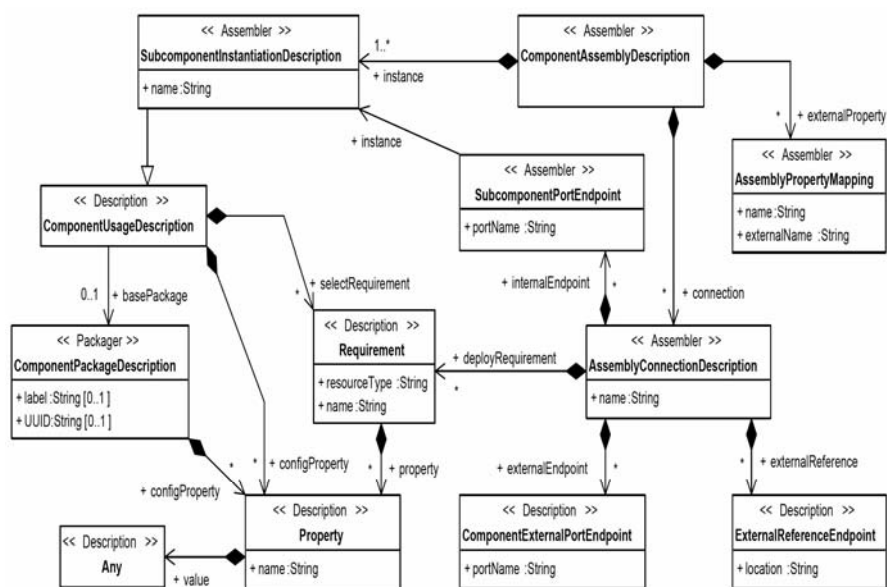 << Assembler >>
SubcomponentInstantiationDescription
+ name :String
1..*
+ instance
<< Assembler >>
ComponentAssemblyDescription
* + externalProperty
+ instance
<< Assembler >>
SubcomponentPortEndpoint
+ portName :String
<< Assembler >>
AssemblyPropertyMapping
+ name :String
+ externalName :String
<< Description >>
ComponentUsageDescription
* + selectRequirement
+ internalEndpoint *
* + connection
0..1 + basePackage
<< Packager >>
ComponentPackageDescription
+ label :String [0..1 ]
+ UUID:String [0..1 ]
<< Description >>
Requirement
+ resourceType :String
+ name :String
+ deployRequirement
*
<< Assembler >>
AssemblyConnectionDescription
+ name :String
*
+ configProperty
* + configProperty
* + property
+ externalEndpoint *
* + externalReference
<< Description >>
Any
+ value
<< Description >>
Property
+ name :String
<< Description >>
ComponentExternalPortEndpoint
+ portName :String
<< Description >>
ExternalReferenceEndpoint
+ location :String